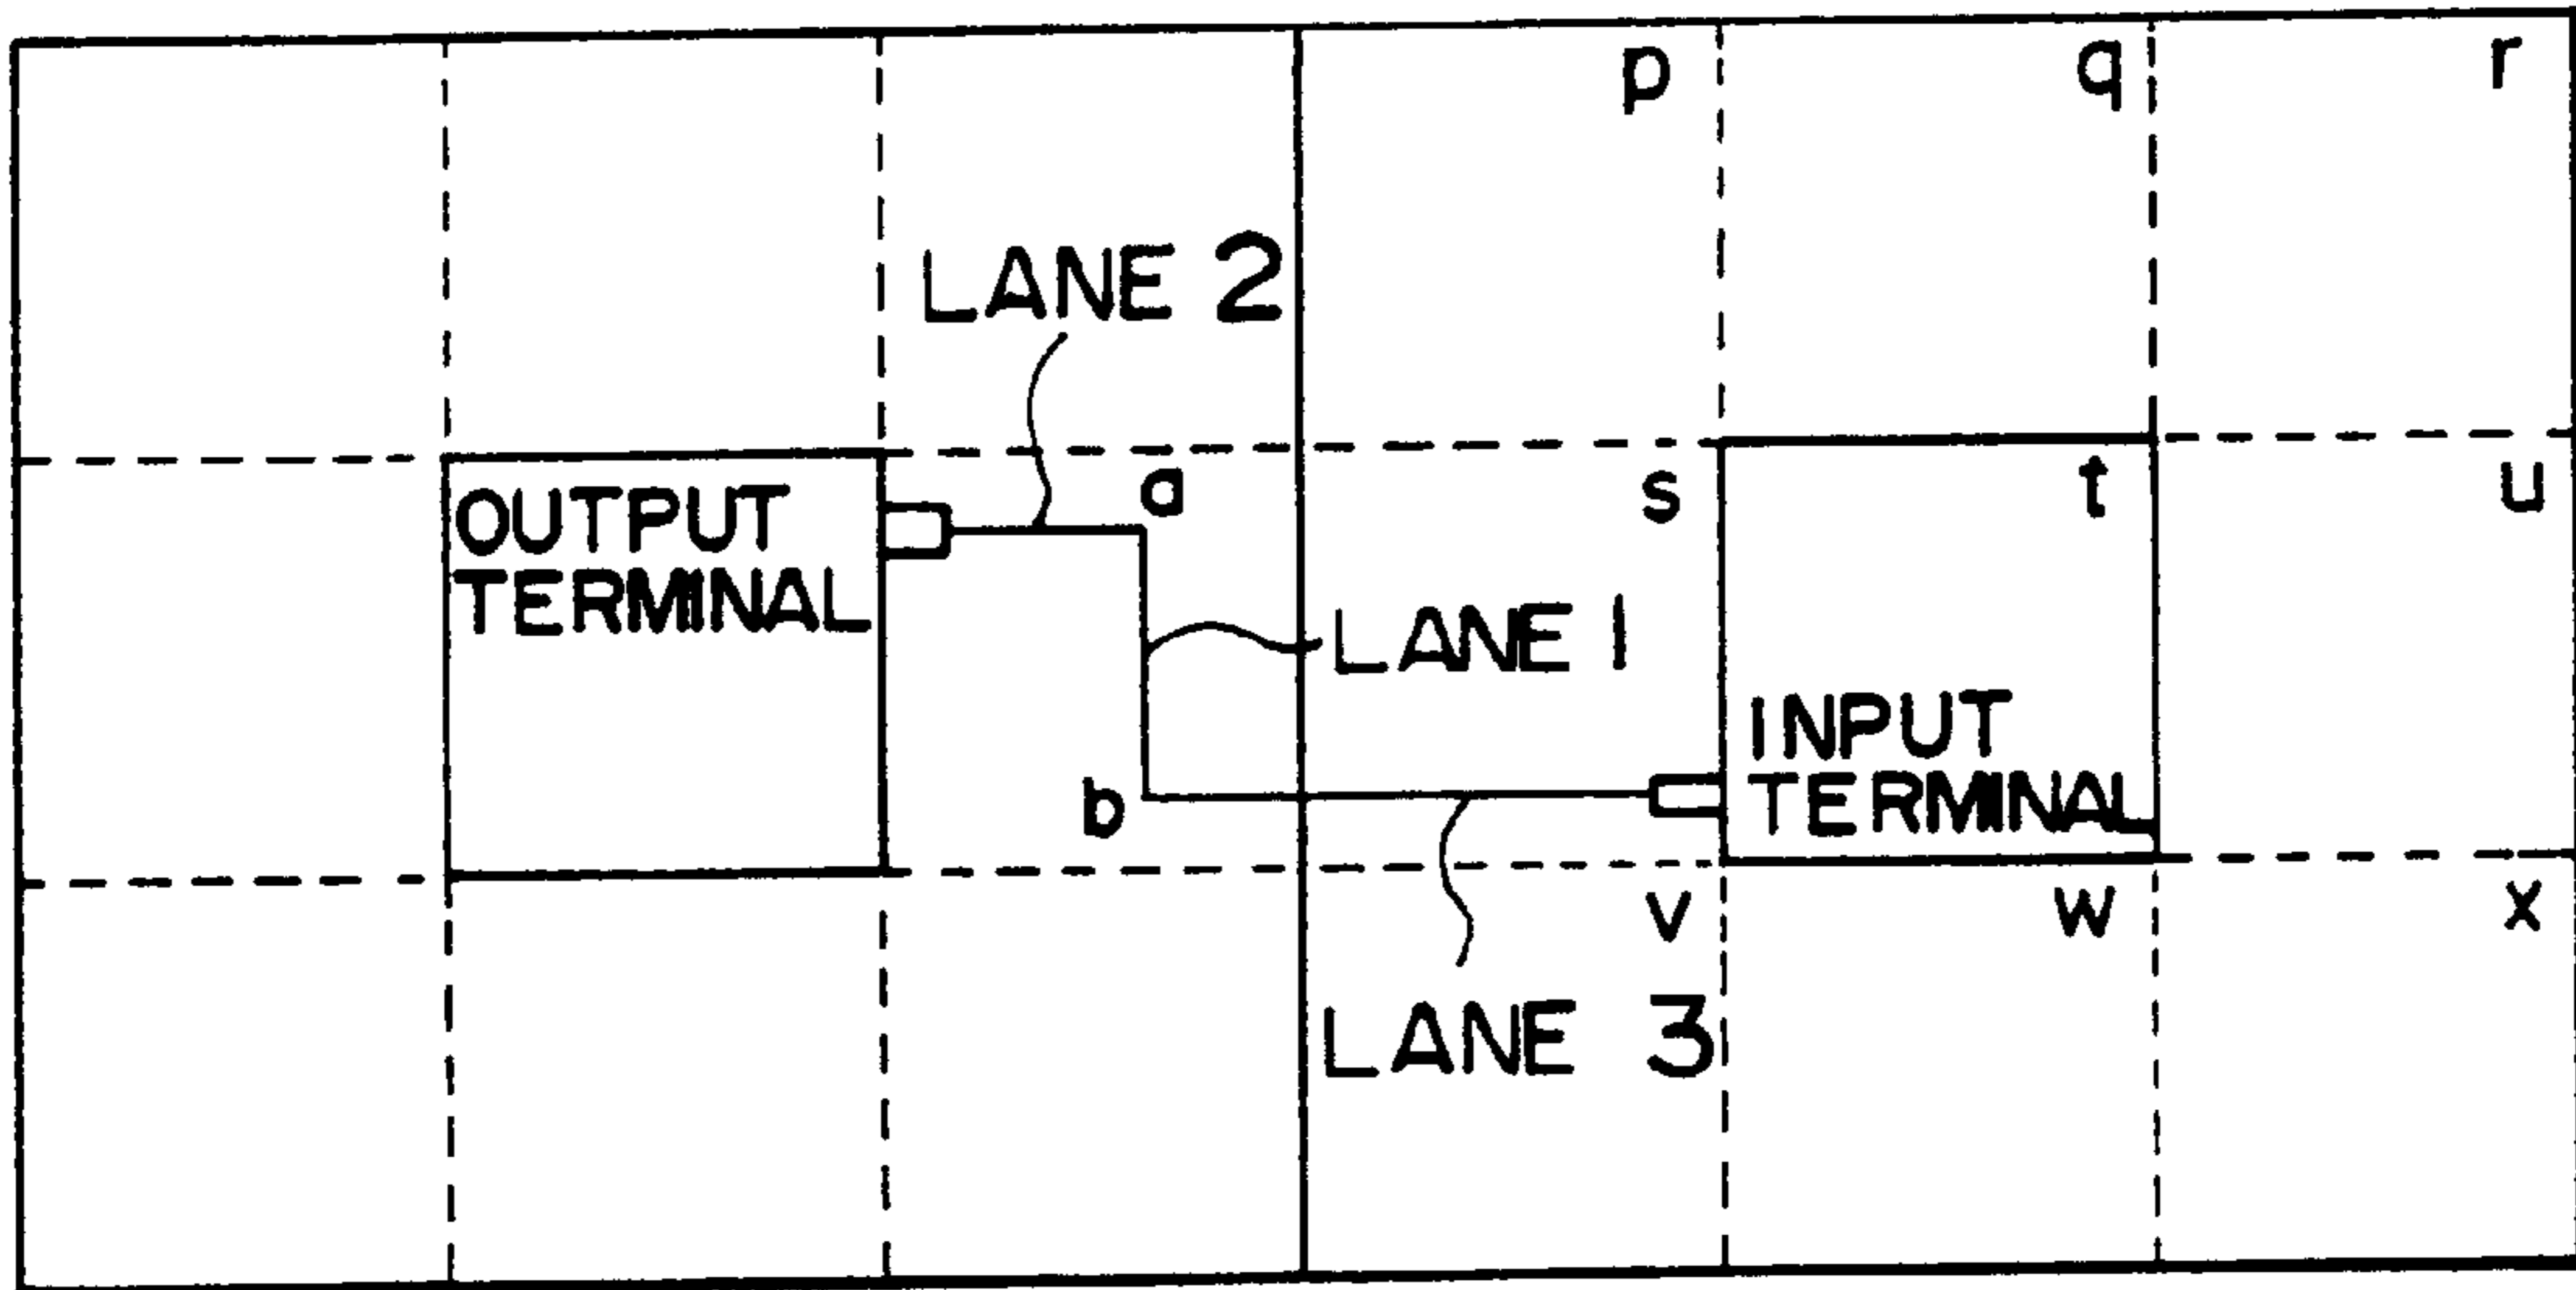 p q r
LANE 2
a s t u
OUTPUT
TERMINAL
LANE 1
INPUT
TERMINAL
b
v w x
LANE 3